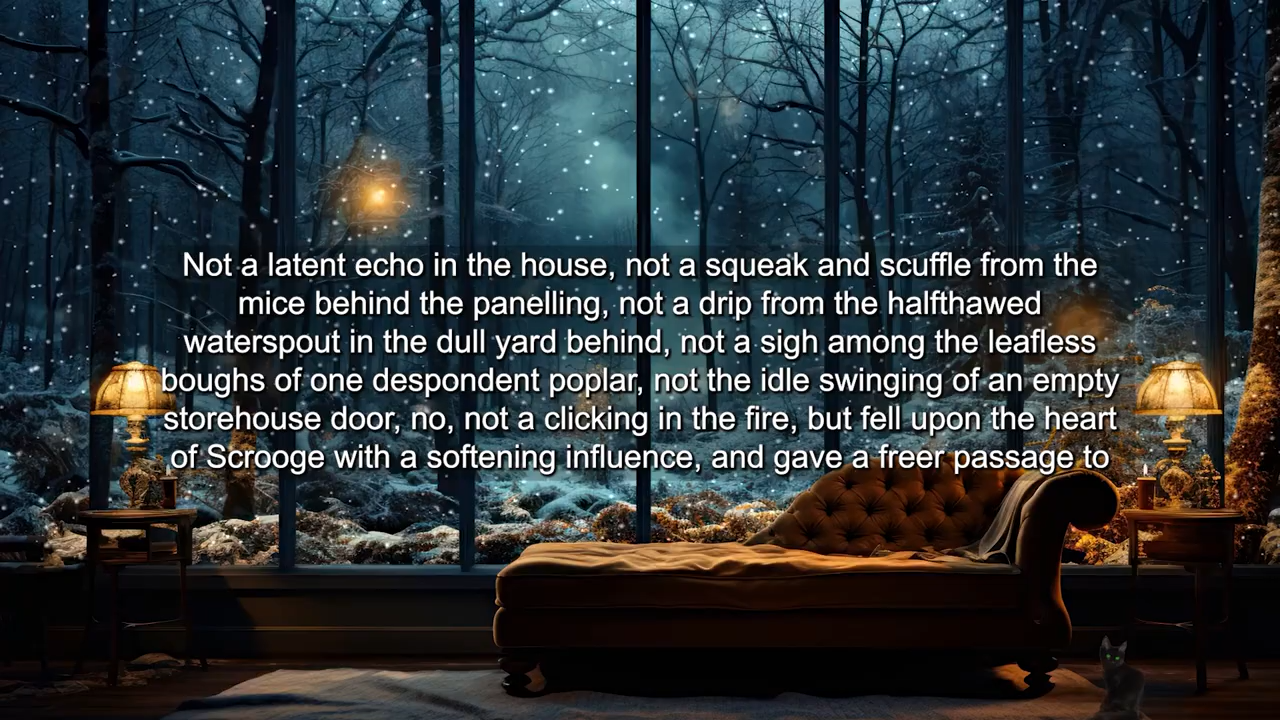 Not a latent echo in the house, not a squeak and scuffle from the
mice behind the panelling, not a drip from the halfthawed
waterspout in the dull yard behind, not a sigh among the leafless
boughs of one despondent poplar, not the idle swinging of an empty
storehouse door, no, not a clicking in the fire, but fell upon the heart
of Scrooge with a softening influence, and gave a freer passage to